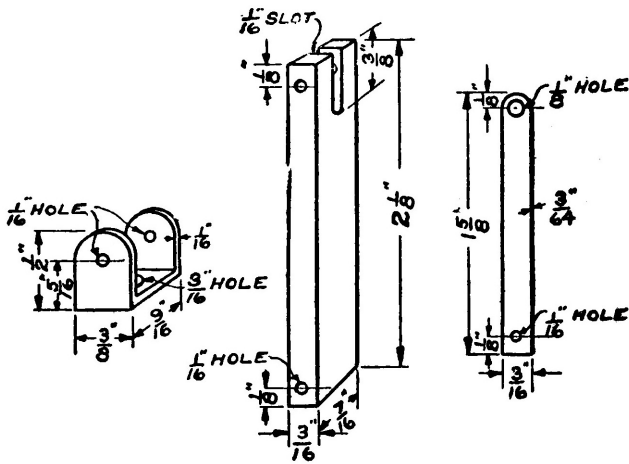 1/16" SLOT
1/8"
3/8"
2 1/8"
1/16" HOLE
1/8"
3/16"
7/16"
1/16" HOLE
1/2"
5/16"
1/16"
3/16" HOLE
3/8"
9/16"
1/8"
1/8" HOLE
1 5/8"
3/64"
1/16" HOLE
1/8"
3/16"